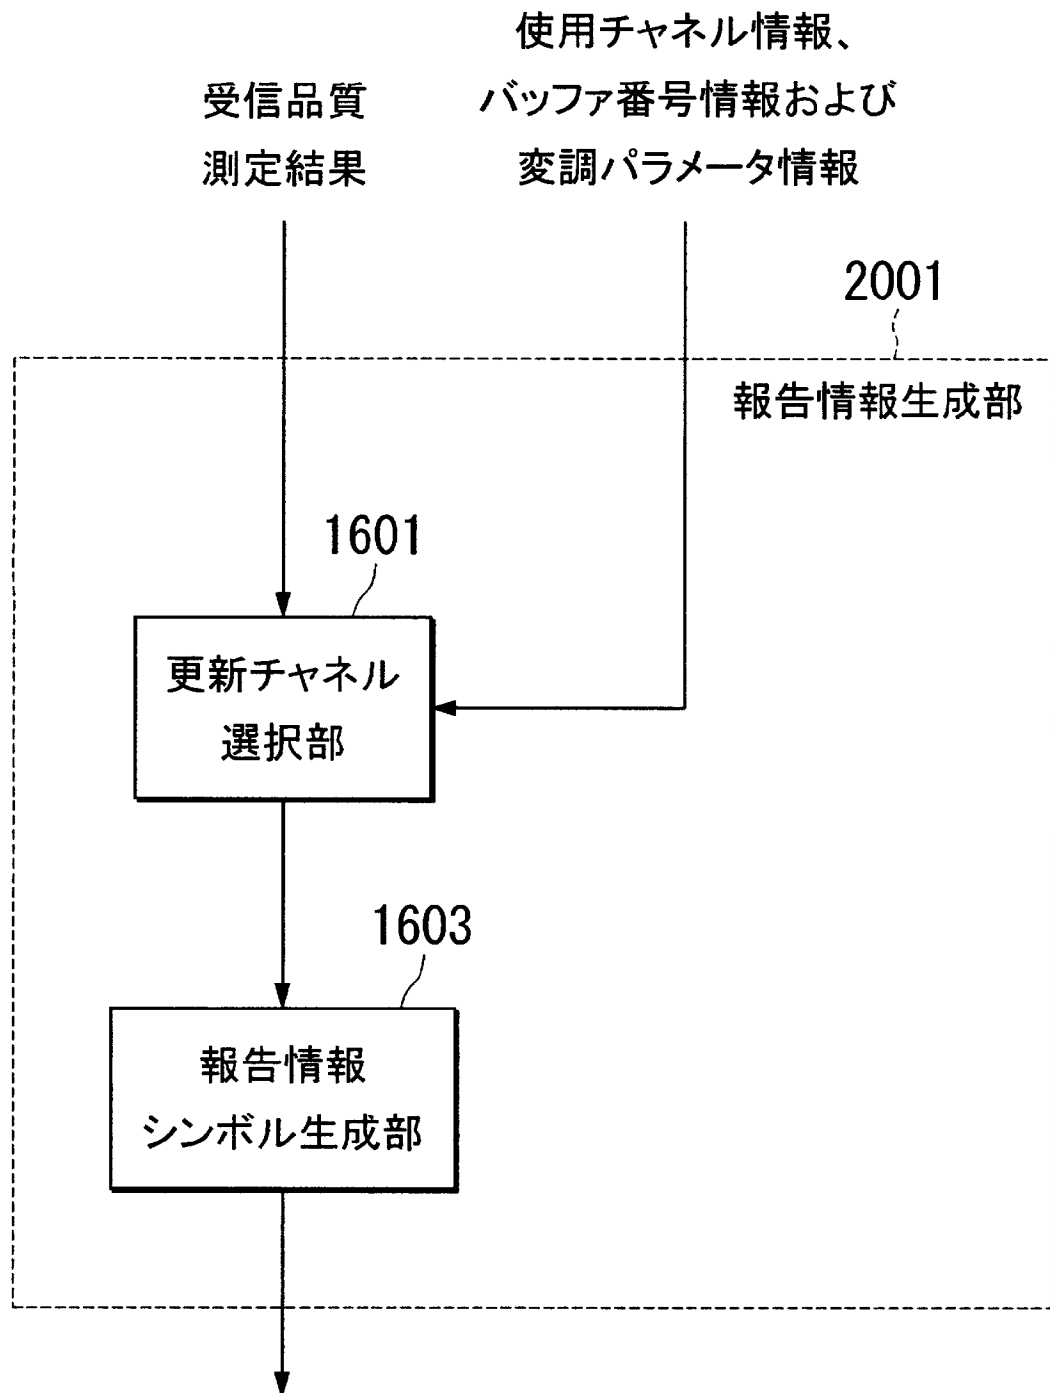 受信品質
測定結果
使用チャネル情報、
バッファ番号情報および
変調パラメータ情報
2001
報告情報生成部
1601
更新チャネル
選択部
1603
報告情報
シンボル生成部